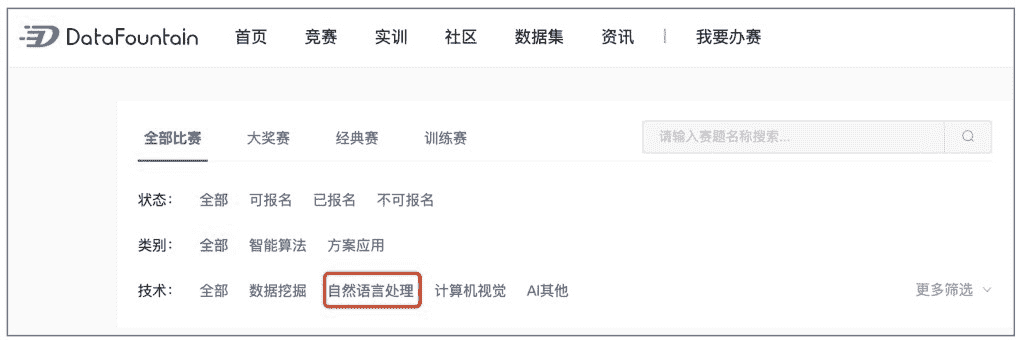 DataFountain 首页 竞赛 实训 社区 数据集 资讯 | 我要办赛
全部比赛 大奖赛 经典赛 训练赛 请输入赛题名称搜索...
状态: 全部 可报名 已报名 不可报名
类别: 全部 智能算法 方案应用
技术: 全部 数据挖掘 自然语言处理 计算机视觉 AI其他 更多筛选